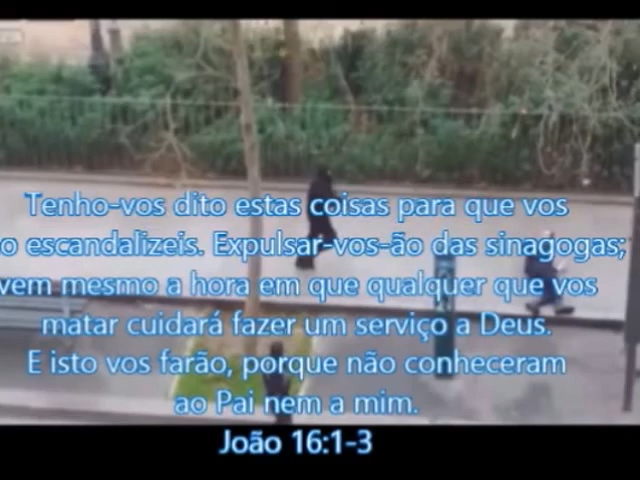 Tenho-vos dito estas coisas para que vos
o escandalizeis. Expulsar-vos-ão das sinagogas;
vem mesmo a hora em que qualquer que vos
matar cuidará fazer um serviço a Deus.
E isto vos farão, porque não conheceram
ao Pai nem a mim.
João 16:1-3